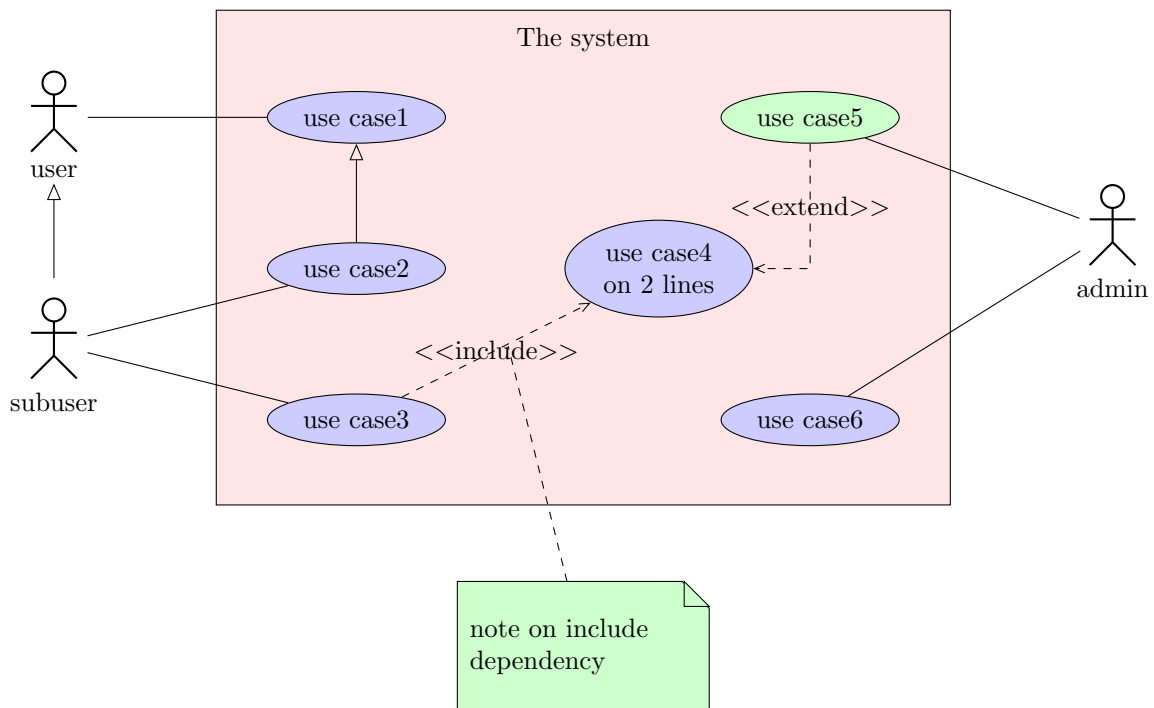 The system
user
use case1
use case5
<<extend>>
use case2
use case4
on 2 lines
admin
<<include>>
subuser
use case3
use case6
note on include
dependency